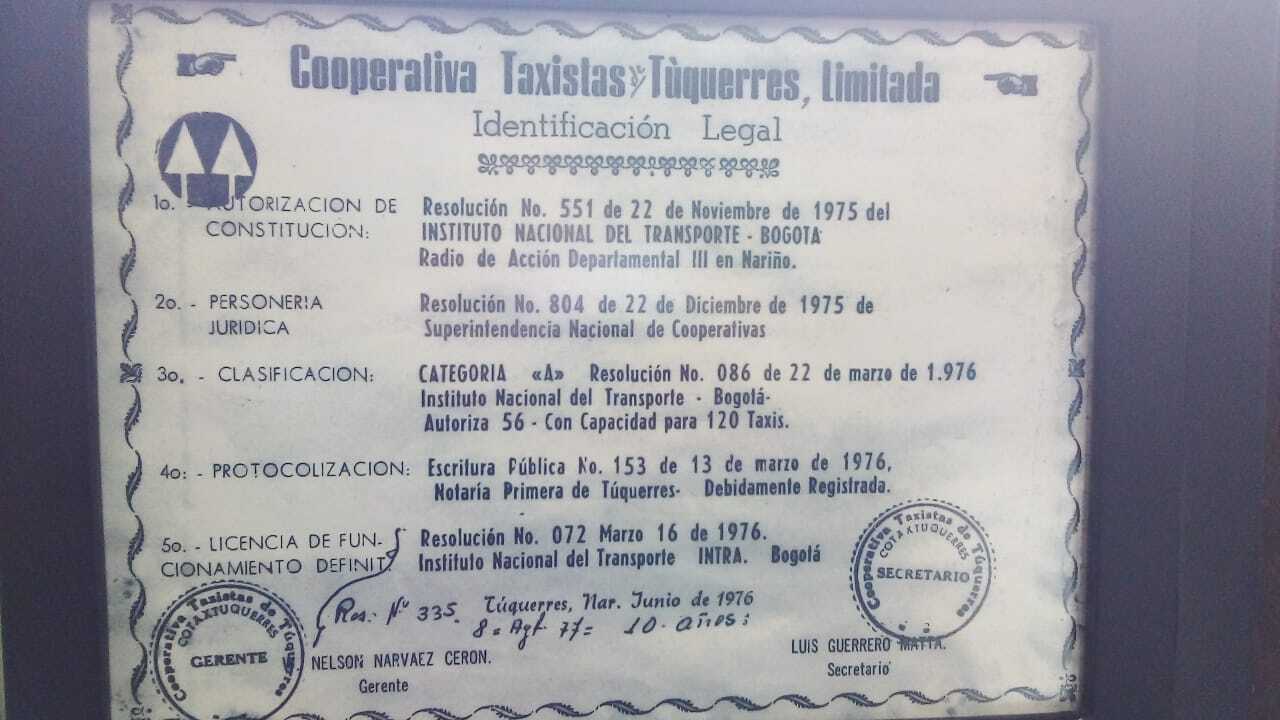 Cooperativa Taxistas Túquerres, Limitada
Identificación Legal
1o. - AUTORIZACION DE CONSTITUCION:
Resolución No. 551 de 22 de Noviembre de 1975 del
INSTITUTO NACIONAL DEL TRANSPORTE - BOGOTA
Radio de Acción Departamental III en Nariño.
2o. - PERSONERIA JURIDICA
Resolución No. 804 de 22 de Diciembre de 1975 de
Superintendencia Nacional de Cooperativas
3o. - CLASIFICACION:
CATEGORIA «A» Resolución No. 086 de 22 de marzo de 1.976
Instituto Nacional del Transporte - Bogotá-
Autoriza 56 - Con Capacidad para 120 Taxis.
4o: - PROTOCOLIZACION:
Escritura Pública No. 153 de 13 de marzo de 1976,
Notaría Primera de Túquerres- Debidamente Registrada.
5o. - LICENCIA DE FUN-
CIONAMIENTO DEFINIT
Resolución No. 072 Marzo 16 de 1976.
Instituto Nacional del Transporte INTRA. Bogotá
Res: Nº 335.
Túquerres, Nar. Junio de 1976
8 = Agt 77= 10 años:
Cooperativa Taxistas de Túquerres
COTAXTUQUERRES
GERENTE
NELSON NARVAEZ CERON.
Gerente
Cooperativa Taxistas de Túquerres
COTAXTUQUERRES
SECRETARIO
LUIS GUERRERO MATTA.
Secretario